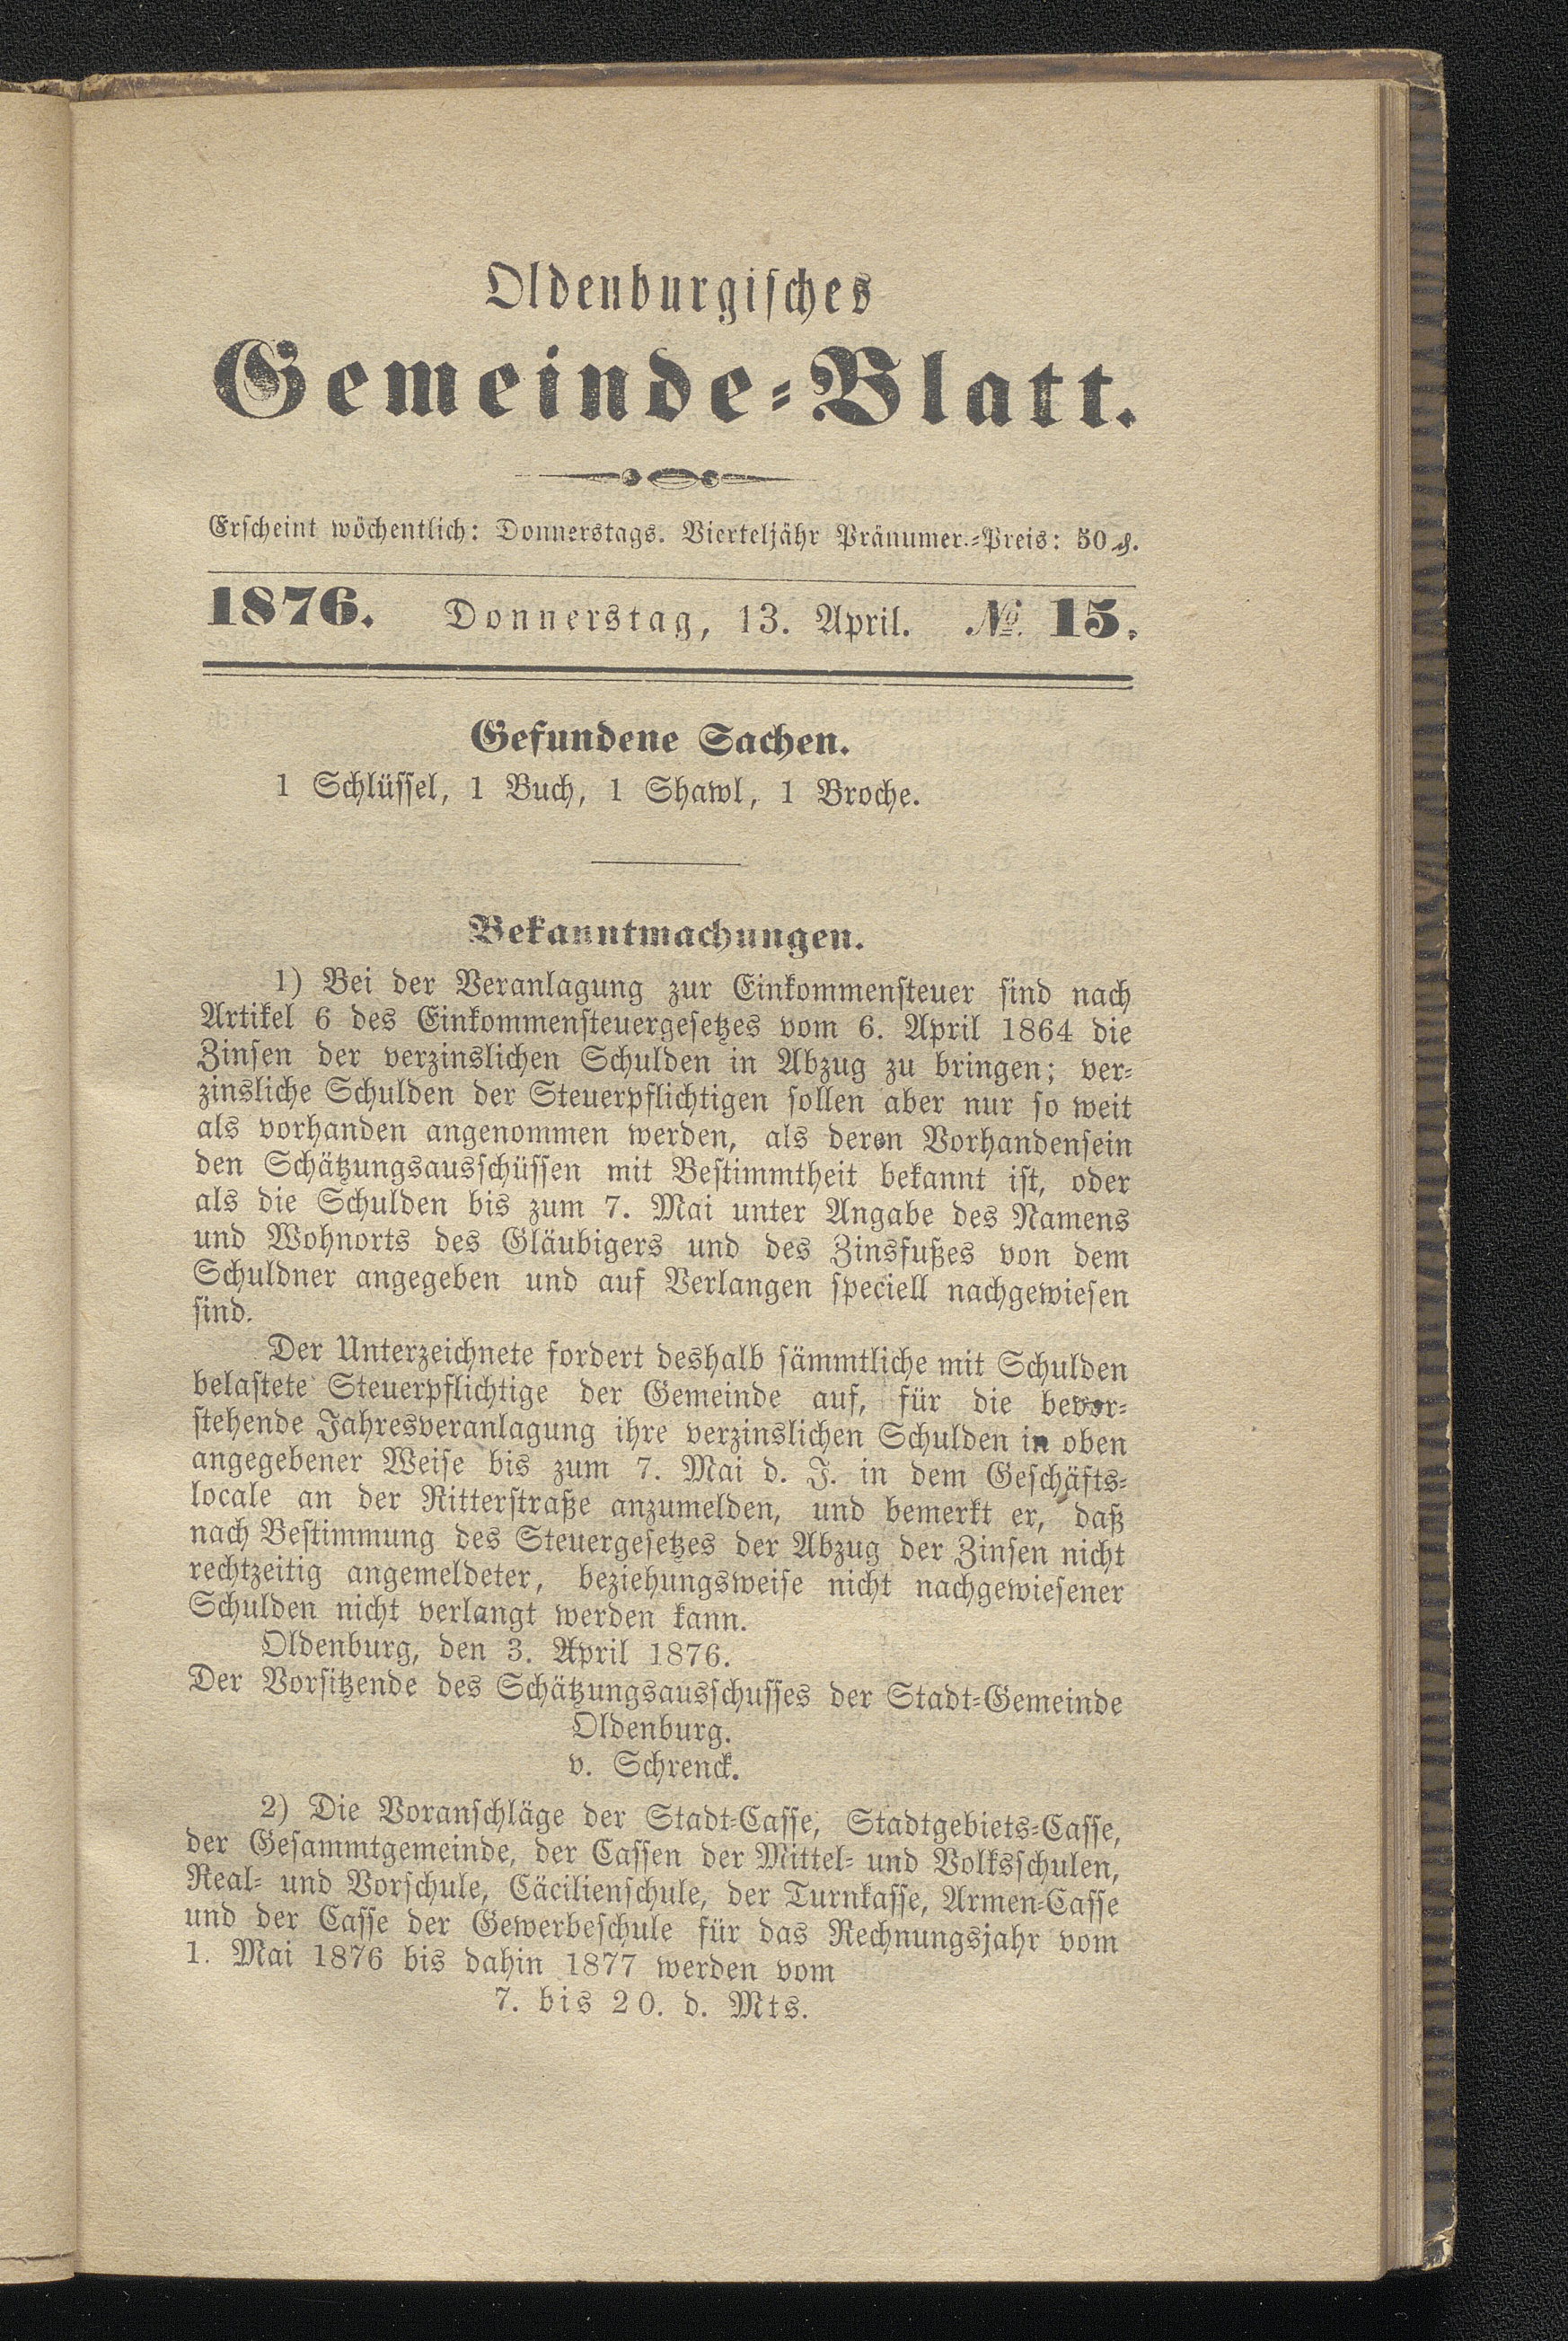 Oldenburgisches
Gemeinde-Blatt.
Erscheint wöchentlich: Donnerstags. Vierteljähr Pränumer.-Preis: 50 ₰.
1876. Donnerstag, 13. April. № 15.
Gefundene Sachen.
1 Schlüssel, 1 Buch, 1 Shawl, 1 Broche.
Bekanntmachungen.
1) Bei der Veranlagung zur Einkommensteuer sind nach
Artikel 6 des Einkommensteuergesetzes vom 6. April 1864 die
Zinsen der verzinslichen Schulden in Abzug zu bringen; ver-
zinsliche Schulden der Steuerpflichtigen sollen aber nur so weit
als vorhanden angenommen werden, als deren Vorhandensein
den Schätzungsausschüssen mit Bestimmtheit bekannt ist, oder
als die Schulden bis zum 7. Mai unter Angabe des Namens
und Wohnorts des Gläubigers und des Zinsfußes von dem
Schuldner angegeben und auf Verlangen speciell nachgewiesen
sind.
Der Unterzeichnete fordert deshalb sämmtliche mit Schulden
belastete Steuerpflichtige der Gemeinde auf, für die bevor-
stehende Jahresveranlagung ihre verzinslichen Schulden in oben
angegebener Weise bis zum 7. Mai d. J. in dem Geschäfts-
locale an der Ritterstraße anzumelden, und bemerkt er, daß
nach Bestimmung des Steuergesetzes der Abzug der Zinsen nicht
rechtzeitig angemeldeter, beziehungsweise nicht nachgewiesener
Schulden nicht verlangt werden kann.
Oldenburg, den 3. April 1876.
Der Vorsitzende des Schätzungsausschusses der Stadt-Gemeinde
Oldenburg.
v. Schrenck.
2) Die Voranschläge der Stadt-Casse, Stadtgebiets-Casse,
der Gesammtgemeinde, der Cassen der Mittel- und Volksschulen,
Real- und Vorschule, Cäcilienschule, der Turnkasse, Armen-Casse
und der Casse der Gewerbeschule für das Rechnungsjahr vom
1. Mai 1876 bis dahin 1877 werden vom
7. bis 20. d. Mts.